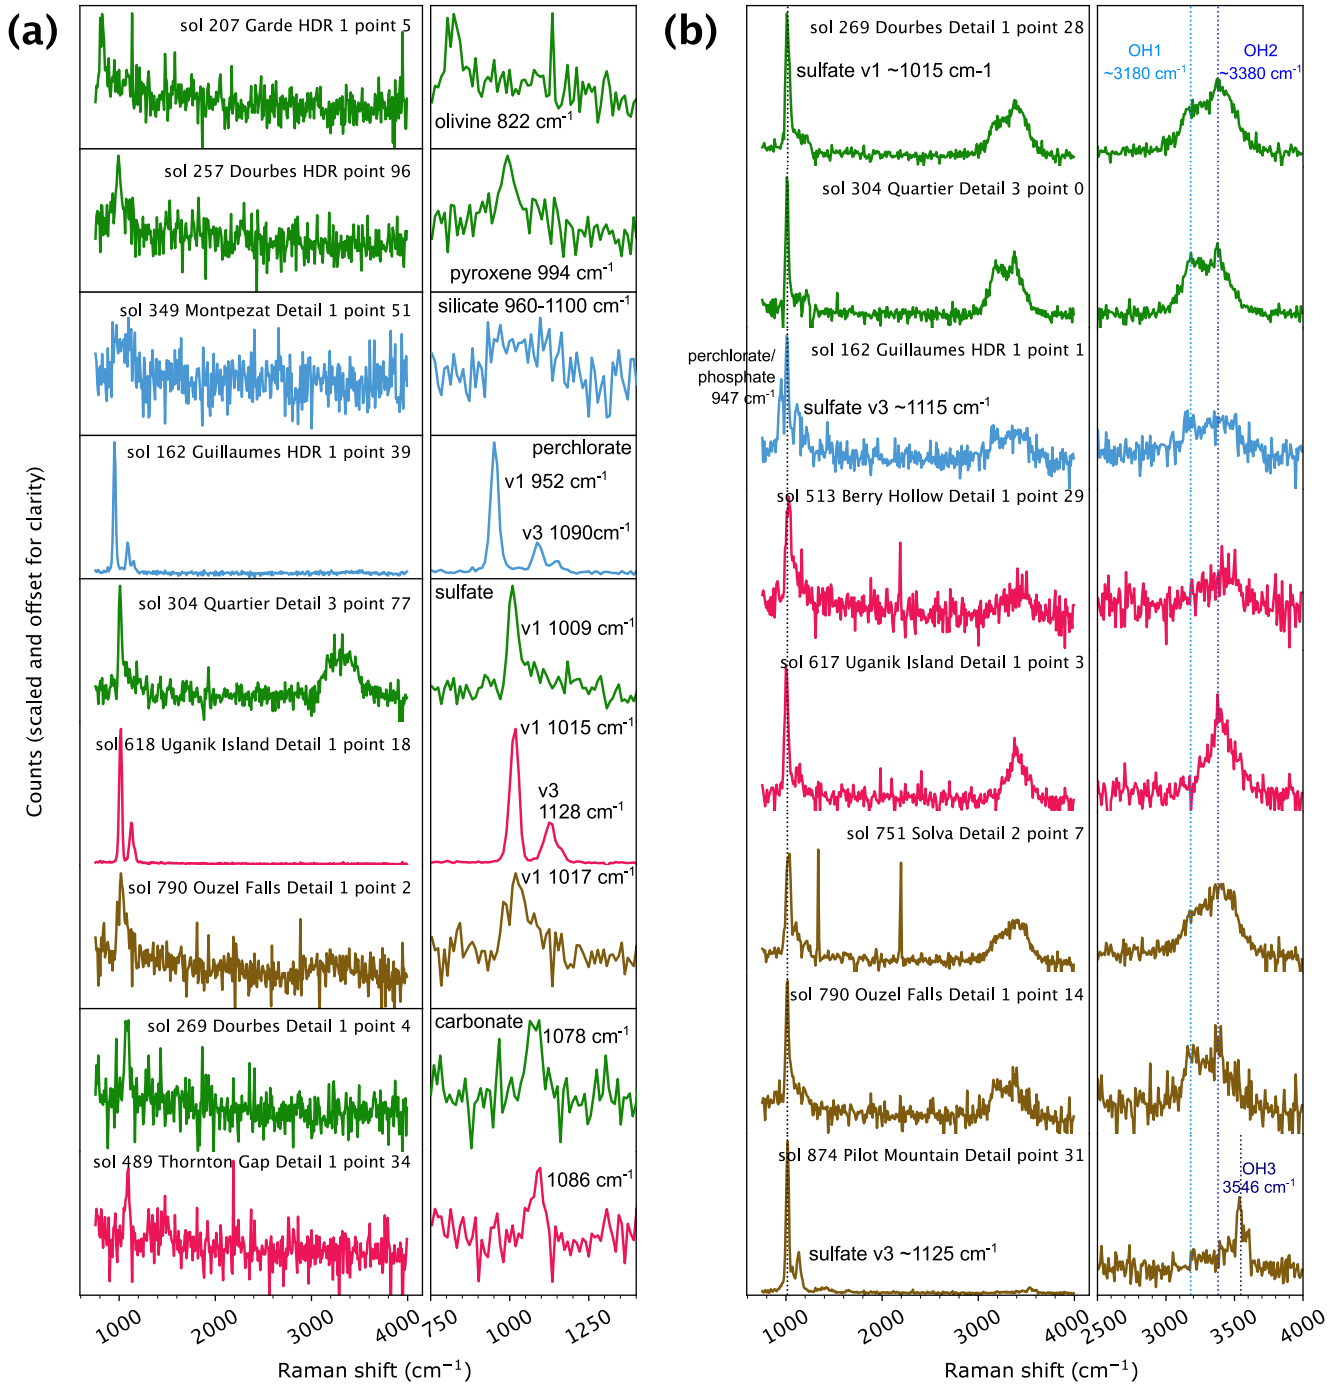 (a)
sol 207 Garde HDR 1 point 5
olivine 822 cm⁻¹
sol 257 Dourbes HDR point 96
pyroxene 994 cm⁻¹
sol 349 Montpezat Detail 1 point 51
silicate 960-1100 cm⁻¹
sol 162 Guillaumes HDR 1 point 39
perchlorate
v1 952 cm⁻¹
v3 1090cm⁻¹
sol 304 Quartier Detail 3 point 77
sulfate
v1 1009 cm⁻¹
sol 618 Uganik Island Detail 1 point 18
v1 1015 cm⁻¹
v3
1128 cm⁻¹
sol 790 Ouzel Falls Detail 1 point 2
v1 1017 cm⁻¹
sol 269 Dourbes Detail 1 point 4
carbonate
1078 cm⁻¹
sol 489 Thornton Gap Detail 1 point 34
1086 cm⁻¹
Counts (scaled and offset for clarity)
1000 2000 3000 4000 750 1000 1250
Raman shift (cm⁻¹) Raman shift (cm⁻¹)
(b)
sol 269 Dourbes Detail 1 point 28
sulfate v1 ~1015 cm-1
OH1
~3180 cm⁻¹
OH2
~3380 cm⁻¹
sol 304 Quartier Detail 3 point 0
sol 162 Guillaumes HDR 1 point 1
perchlorate/
phosphate
947 cm⁻¹
sulfate v3 ~1115 cm⁻¹
sol 513 Berry Hollow Detail 1 point 29
sol 617 Uganik Island Detail 1 point 3
sol 751 Solva Detail 2 point 7
sol 790 Ouzel Falls Detail 1 point 14
sol 874 Pilot Mountain Detail point 31
OH3
3546 cm⁻¹
sulfate v3 ~1125 cm⁻¹
1000 2000 3000 4000 2500 3000 3500 4000
Raman shift (cm⁻¹) Raman shift (cm⁻¹)